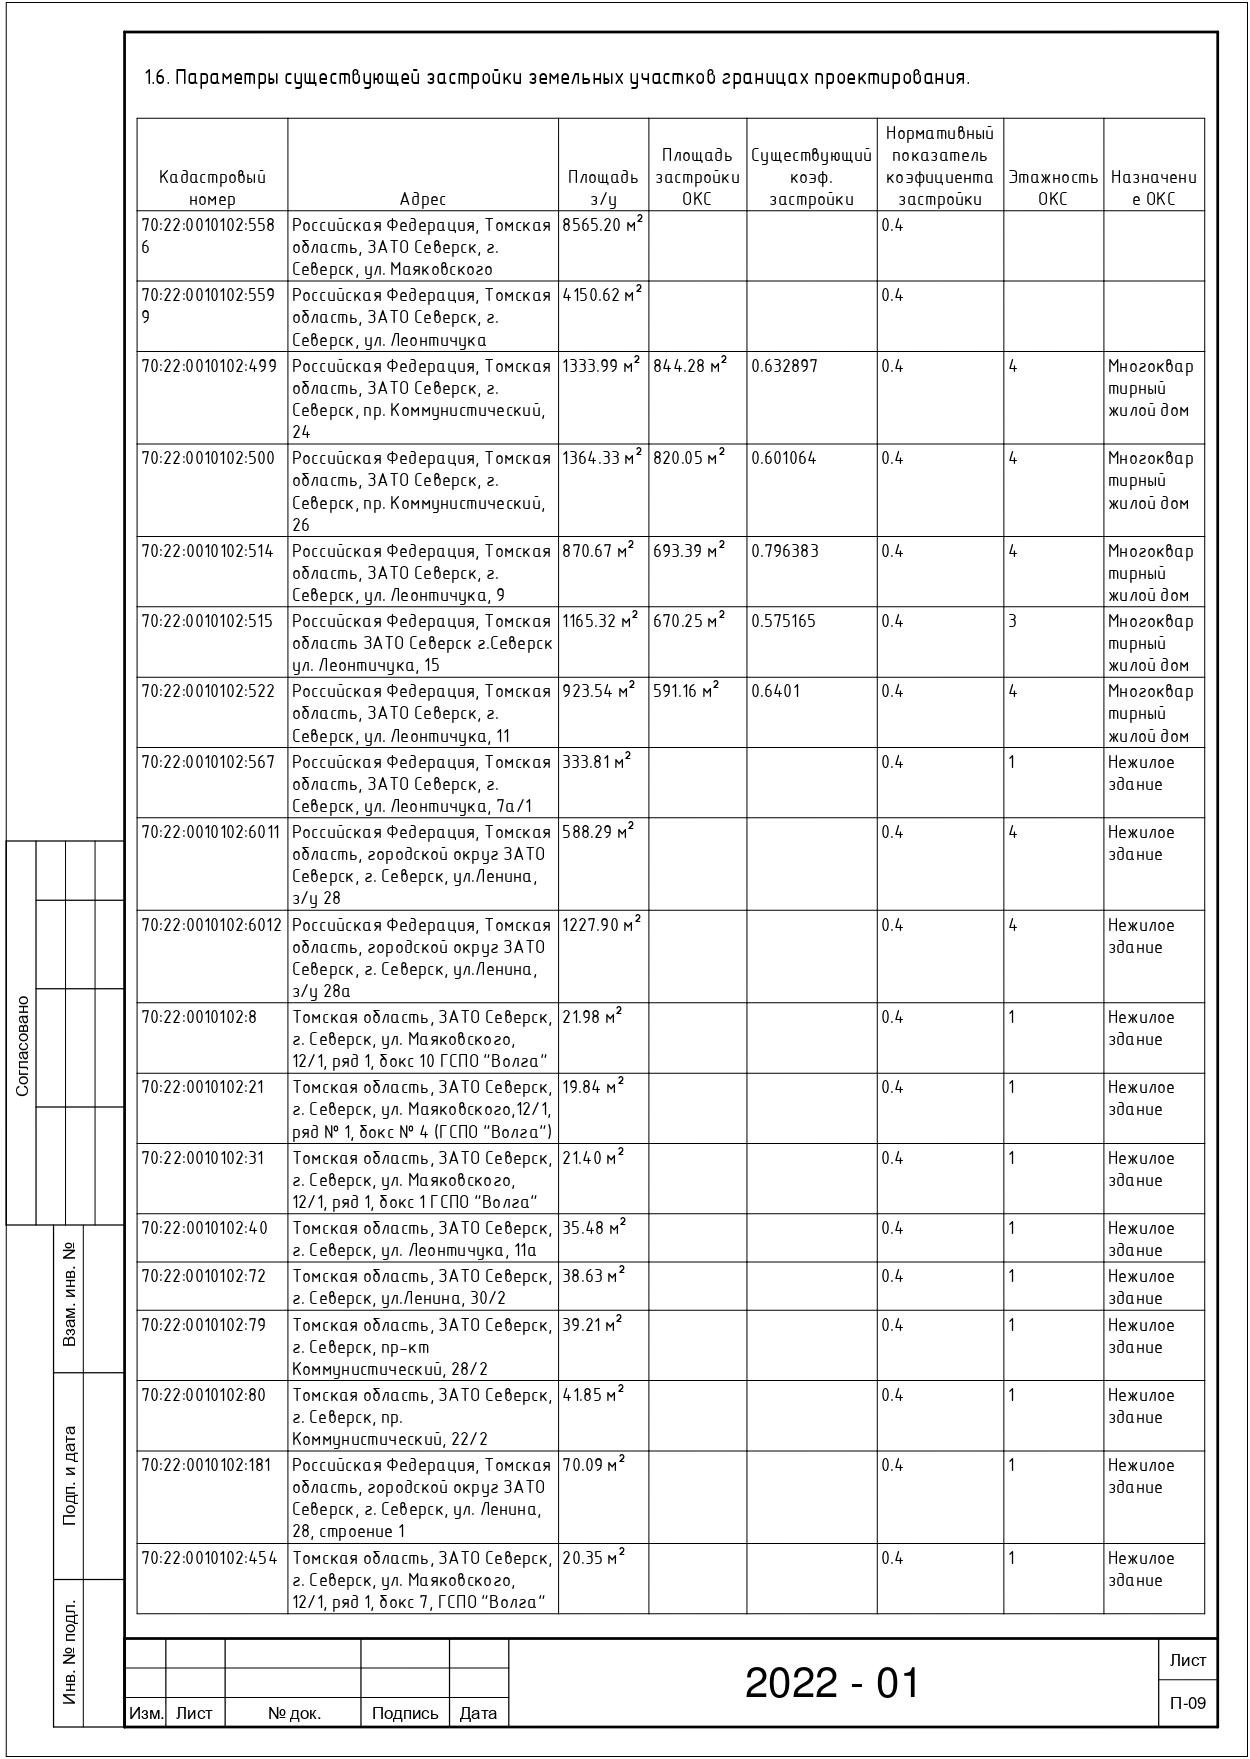 1.6. Параметры существующей застройки земельных участков границах проектирования.
Кадастровый
номер
Адрес
Площадь
з/у
Площадь
застройки
ОКС
Существующий
коэф.
застройки
Нормативный
показатель
коэфициента
застройки
Этажность
ОКС
Назначени
е ОКС
70:22:0010102:558
6
Российская Федерация, Томская
область, ЗАТО Северск, г.
Северск, ул. Маяковского
8565.20 м²
0.4
70:22:0010102:559
9
Российская Федерация, Томская
область, ЗАТО Северск, г.
Северск, ул. Леонтичука
4150.62 м²
0.4
70:22:0010102:499
Российская Федерация, Томская
область, ЗАТО Северск, г.
Северск, пр. Коммунистический,
24
1333.99 м²
844.28 м²
0.632897
0.4
4
Многоквар
тирный
жилой дом
70:22:0010102:500
Российская Федерация, Томская
область, ЗАТО Северск, г.
Северск, пр. Коммунистический,
26
1364.33 м²
820.05 м²
0.601064
0.4
4
Многоквар
тирный
жилой дом
70:22:0010102:514
Российская Федерация, Томская
область, ЗАТО Северск, г.
Северск, ул. Леонтичука, 9
870.67 м²
693.39 м²
0.796383
0.4
4
Многоквар
тирный
жилой дом
70:22:0010102:515
Российская Федерация, Томская
область ЗАТО Северск г.Северск
ул. Леонтичука, 15
1165.32 м²
670.25 м²
0.575165
0.4
3
Многоквар
тирный
жилой дом
70:22:0010102:522
Российская Федерация, Томская
область, ЗАТО Северск, г.
Северск, ул. Леонтичука, 11
923.54 м²
591.16 м²
0.6401
0.4
4
Многоквар
тирный
жилой дом
70:22:0010102:567
Российская Федерация, Томская
область, ЗАТО Северск, г.
Северск, ул. Леонтичука, 7а/1
333.81 м²
0.4
1
Нежилое
здание
70:22:0010102:6011
Российская Федерация, Томская
область, городской округ ЗАТО
Северск, г. Северск, ул.Ленина,
з/у 28
588.29 м²
0.4
4
Нежилое
здание
70:22:0010102:6012
Российская Федерация, Томская
область, городской округ ЗАТО
Северск, г. Северск, ул.Ленина,
з/у 28а
1227.90 м²
0.4
4
Нежилое
здание
70:22:0010102:8
Томская область, ЗАТО Северск,
г. Северск, ул. Маяковского,
12/1, ряд 1, бокс 10 ГСПО "Волга"
21.98 м²
0.4
1
Нежилое
здание
70:22:0010102:21
Томская область, ЗАТО Северск,
г. Северск, ул. Маяковского,12/1,
ряд № 1, бокс № 4 (ГСПО "Волга")
19.84 м²
0.4
1
Нежилое
здание
70:22:0010102:31
Томская область, ЗАТО Северск,
г. Северск, ул. Маяковского,
12/1, ряд 1, бокс 1 ГСПО "Волга"
21.40 м²
0.4
1
Нежилое
здание
70:22:0010102:40
Томская область, ЗАТО Северск,
г. Северск, ул. Леонтичука, 11а
35.48 м²
0.4
1
Нежилое
здание
70:22:0010102:72
Томская область, ЗАТО Северск,
г. Северск, ул.Ленина, 30/2
38.63 м²
0.4
1
Нежилое
здание
70:22:0010102:79
Томская область, ЗАТО Северск,
г. Северск, пр-кт
Коммунистический, 28/2
39.21 м²
0.4
1
Нежилое
здание
70:22:0010102:80
Томская область, ЗАТО Северск,
г. Северск, пр.
Коммунистический, 22/2
41.85 м²
0.4
1
Нежилое
здание
70:22:0010102:181
Российская Федерация, Томская
область, городской округ ЗАТО
Северск, г. Северск, ул. Ленина,
28, строение 1
70.09 м²
0.4
1
Нежилое
здание
70:22:0010102:454
Томская область, ЗАТО Северск,
г. Северск, ул. Маяковского,
12/1, ряд 1, бокс 7, ГСПО "Волга"
20.35 м²
0.4
1
Нежилое
здание
Согласовано
Взам. инв. №
Подп. и дата
Инв. № подл.
Изм.
Лист
№ док.
Подпись
Дата
2022 - 01
Лист
П-09